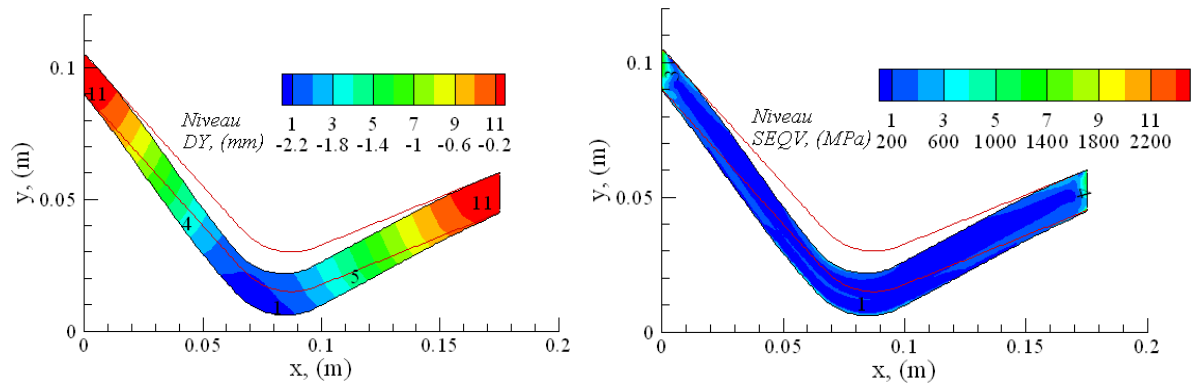 0.1
0.05
0
y, (m)
11
4
1
5
11
Niveau
DY, (mm)
1 3 5 7 9 11
-2.2 -1.8 -1.4 -1 -0.6 -0.2
0 0.05 0.1 0.15 0.2
x, (m)
0.1
0.05
0
y, (m)
3
1
4
Niveau
SEQV, (MPa)
1 3 5 7 9 11
200 600 1000 1400 1800 2200
0 0.05 0.1 0.15 0.2
x, (m)